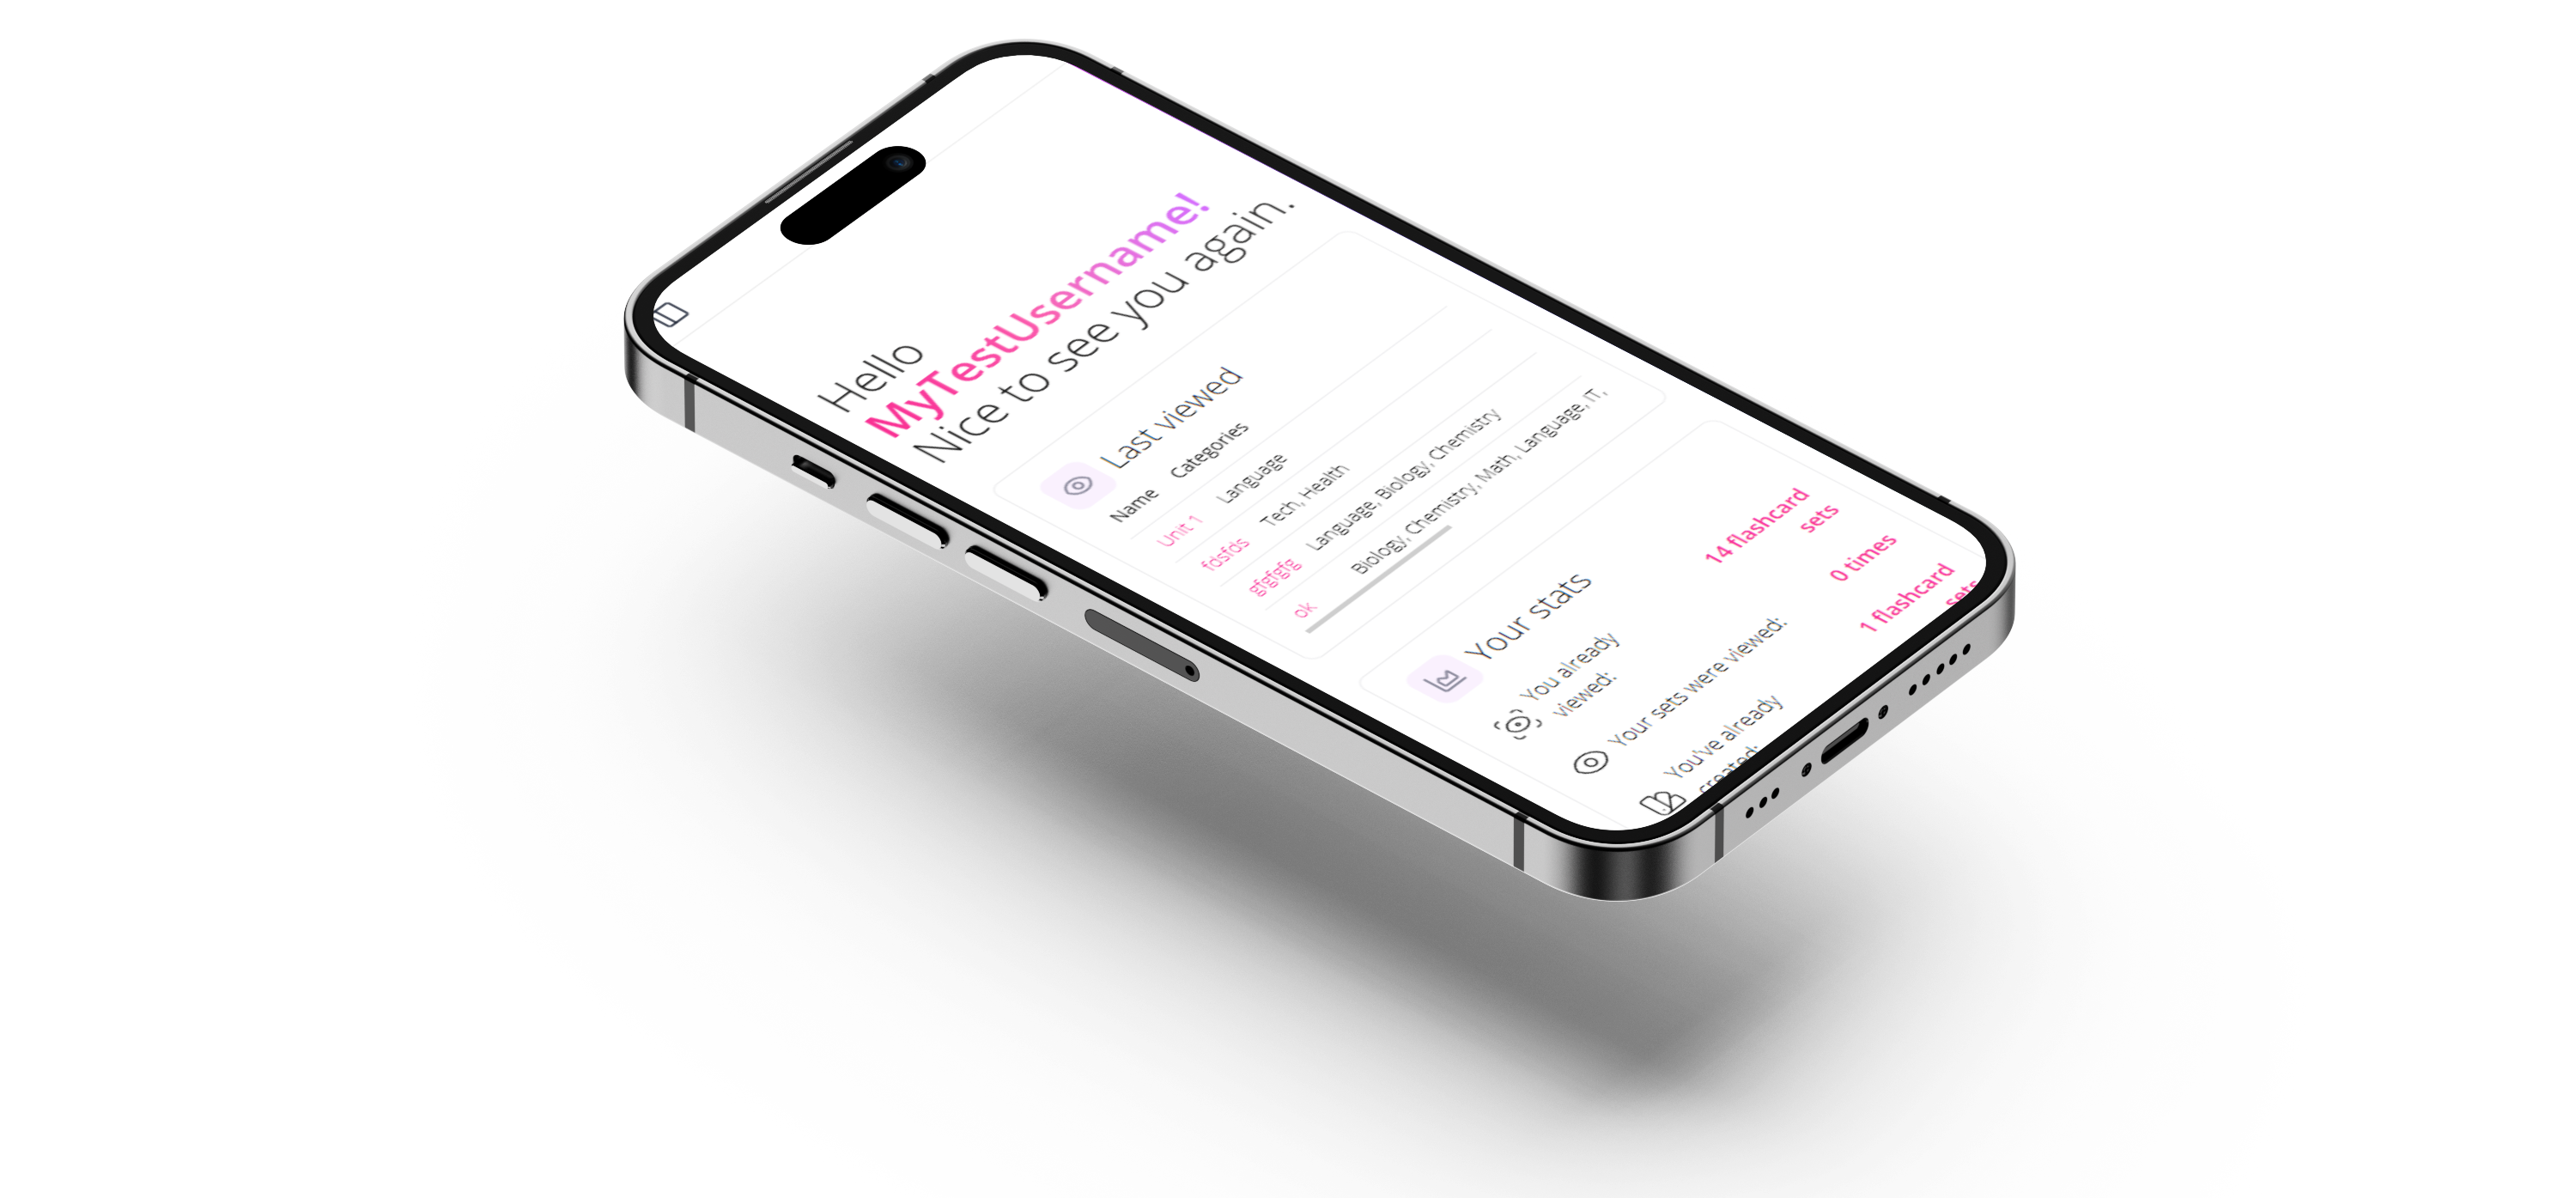 Hello
MyTestUsername!
Nice to see you again.
Last viewed
Name Categories
Unit 1 Language
fdsfds Tech, Health
gfgfgfg Language, Biology, Chemistry
ok Biology, Chemistry, Math, Language, IT,
Your stats
You already
viewed:
14 flashcard
sets
Your sets were viewed:
0 times
You've already
created:
1 flashcard
sets